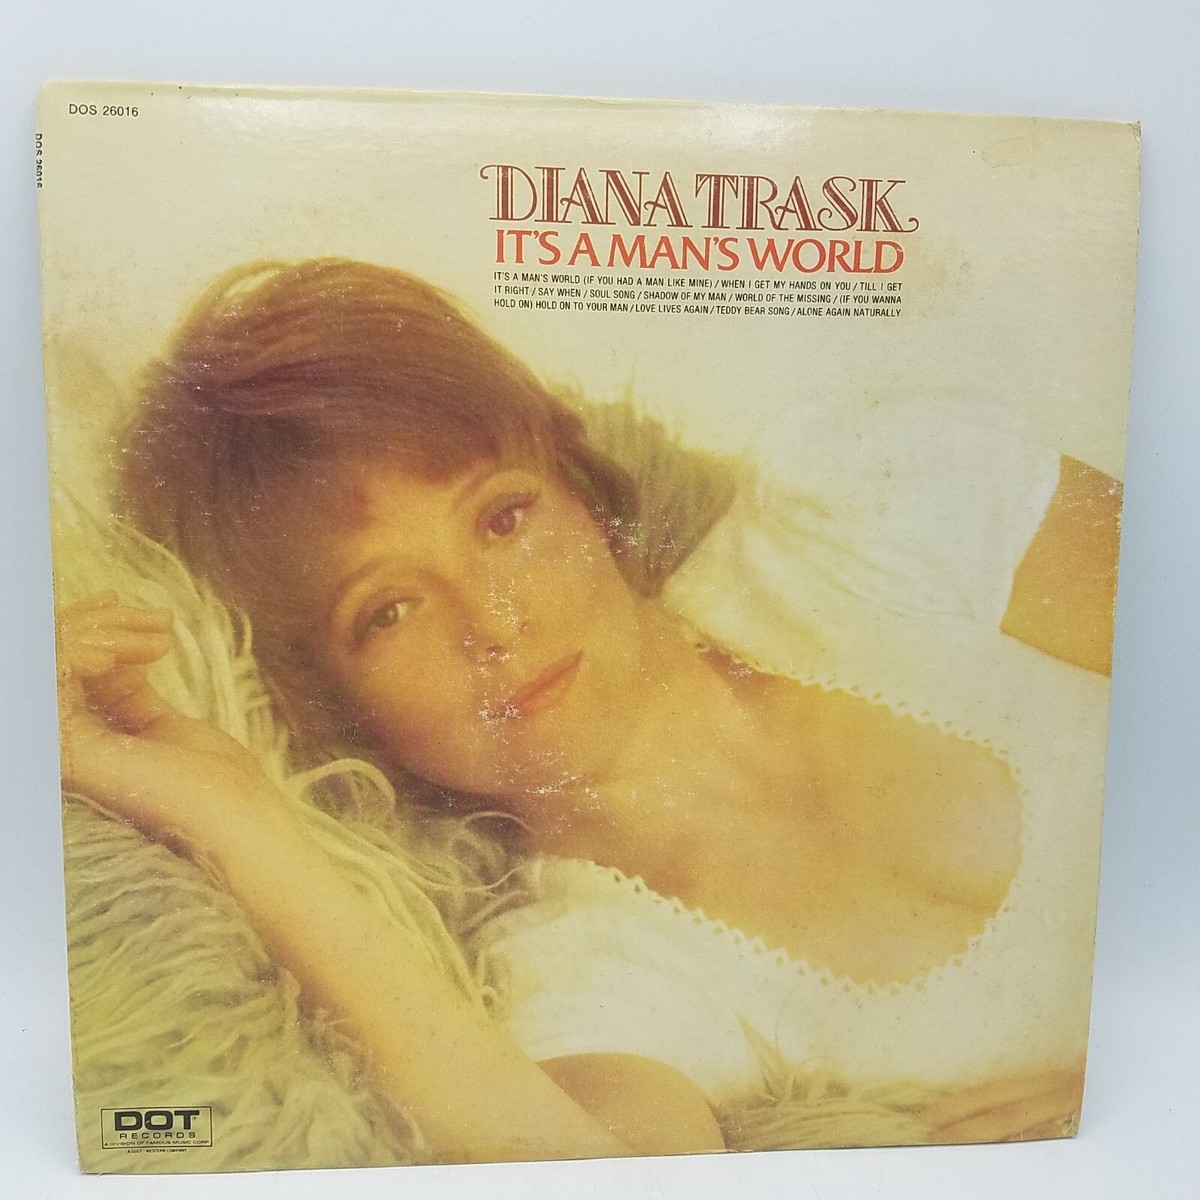 DOS 26016
DOS 26016
DIANA TRASK
IT'S A MAN'S WORLD
IT'S A MAN'S WORLD (IF YOU HAD A MAN LIKE MINE) / WHEN I GET MY HANDS ON YOU / TILL I GET
IT RIGHT / SAY WHEN / SOUL SONG / SHADOW OF MY MAN / WORLD OF THE MISSING / (IF YOU WANNA
HOLD ON) HOLD ON TO YOUR MAN / LOVE LIVES AGAIN / TEDDY BEAR SONG / ALONE AGAIN NATURALLY
DOT
RECORDS
A DIVISION OF FAMOUS MUSIC CORP.
A GULF+WESTERN COMPANY